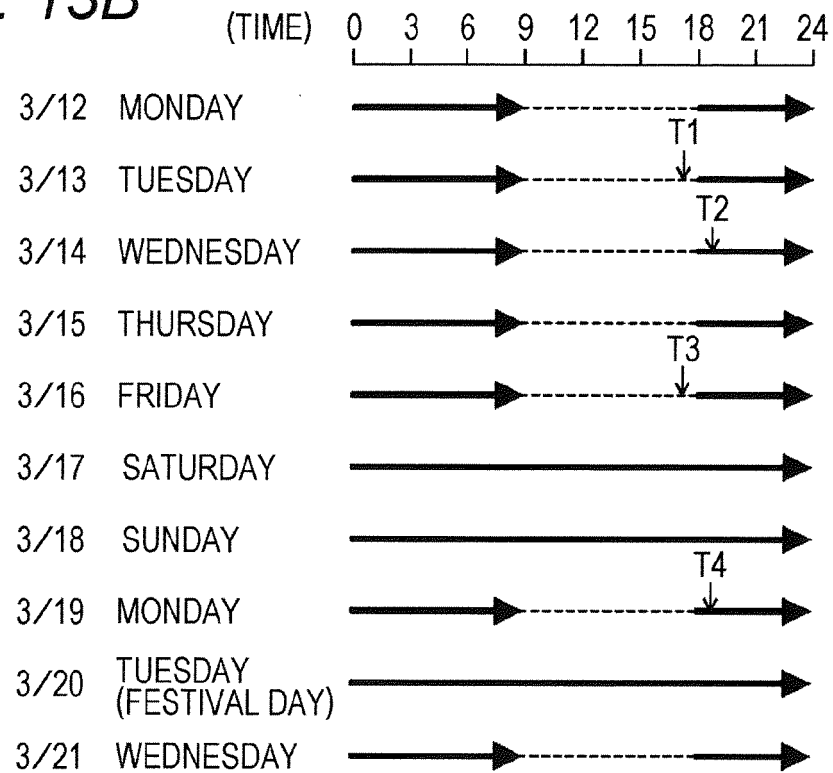 13B
(TIME) 0 3 6 9 12 15 18 21 24
3/12 MONDAY
T1
3/13 TUESDAY
T2
3/14 WEDNESDAY
3/15 THURSDAY
T3
3/16 FRIDAY
3/17 SATURDAY
3/18 SUNDAY
T4
3/19 MONDAY
3/20 TUESDAY
(FESTIVAL DAY)
3/21 WEDNESDAY